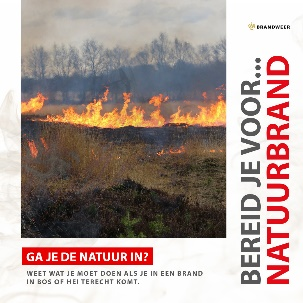 BRANDWEER
BEREID JE VOOR...
NATUURBRAND
GA JE DE NATUUR IN?
WEET WAT JE MOET DOEN ALS JE IN EEN BRAND
IN BOS OF HEI TERECHT KOMT.